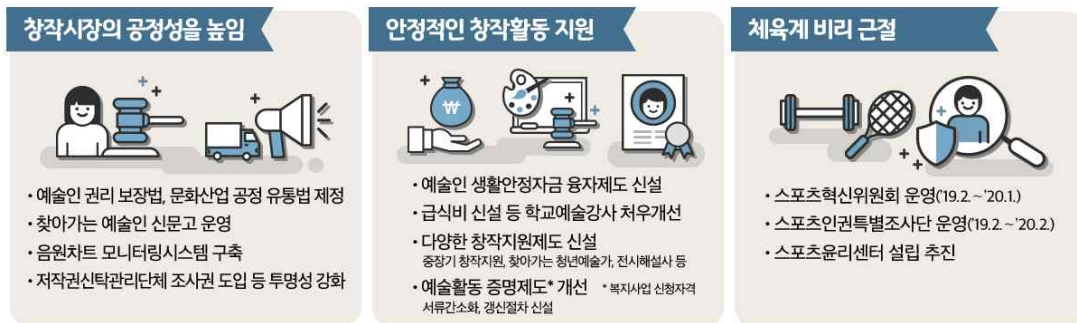 창작시장의 공정성을 높임
• 예술인 권리 보장법, 문화산업 공정 유통법 제정
• 찾아가는 예술인 신문고 운영
• 음원차트 모니터링시스템 구축
• 저작권신탁관리단체 조사권 도입 등 투명성 강화
안정적인 창작활동 지원
₩
• 예술인 생활안정자금 융자제도 신설
• 급식비 신설 등 학교예술강사 처우개선
• 다양한 창작지원제도 신설
중장기 창작지원, 찾아가는 청년예술가, 전시해설사 등
• 예술활동 증명제도* 개선 * 복지사업 신청자격
서류간소화, 갱신절차 신설
체육계 비리 근절
• 스포츠혁신위원회 운영('19.2.~'20.1.)
• 스포츠인권특별조사단 운영('19.2.~'20.2.)
• 스포츠윤리센터 설립 추진